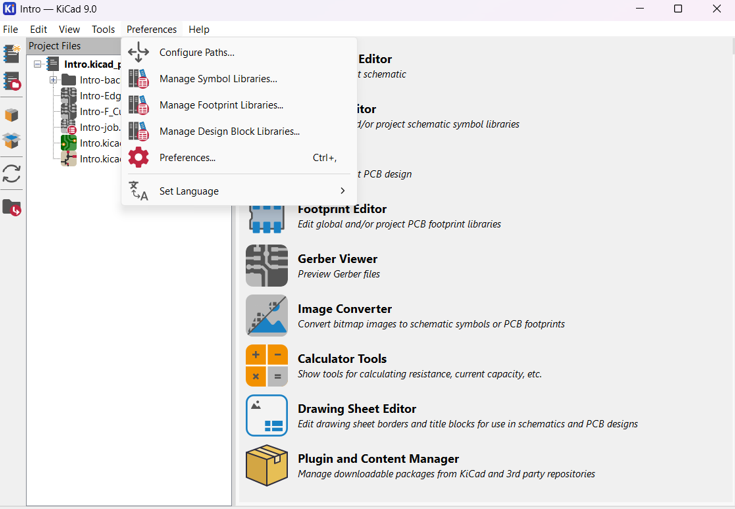 Intro — KiCad 9.0
File Edit View Tools Preferences Help
Project Files
Intro.kicad_p
Intro-bac
Intro-Edg
Intro-F_Cu
Intro-job.
Intro.kicad
Intro.kicad
Configure Paths...
Manage Symbol Libraries...
Manage Footprint Libraries...
Manage Design Block Libraries...
Preferences... Ctrl+,
Set Language
Editor
t schematic
itor
nd/or project schematic symbol libraries
t PCB design
Footprint Editor
Edit global and/or project PCB footprint libraries
Gerber Viewer
Preview Gerber files
Image Converter
Convert bitmap images to schematic symbols or PCB footprints
Calculator Tools
Show tools for calculating resistance, current capacity, etc.
Drawing Sheet Editor
Edit drawing sheet borders and title blocks for use in schematics and PCB designs
Plugin and Content Manager
Manage downloadable packages from KiCad and 3rd party repositories